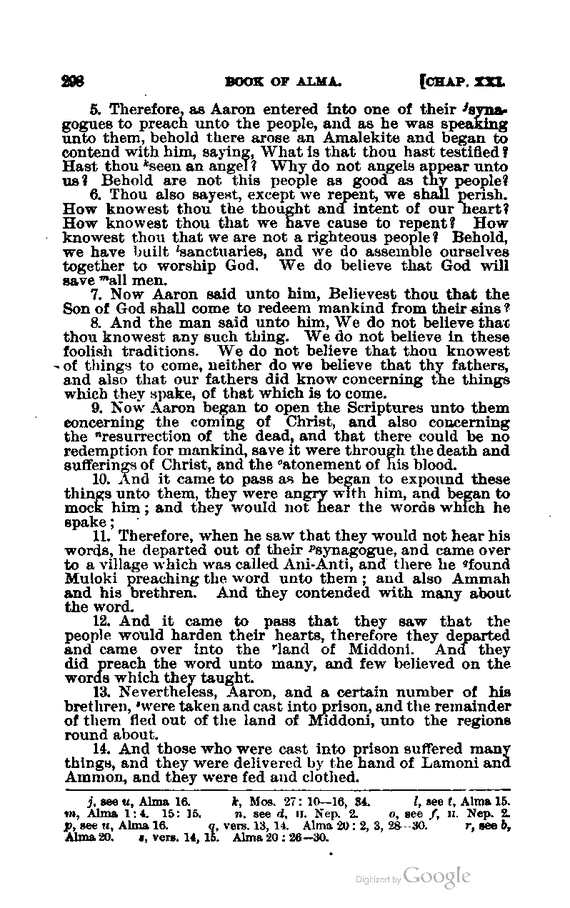 298 BOOK OF ALMA. [CHAP. XXI.
5. Therefore, as Aaron entered into one of their ʲsyna-
gogues to preach unto the people, and as he was speaking
unto them, behold there arose an Amalekite and began to
contend with him, saying, What is that thou hast testified?
Hast thou ᵏseen an angel? Why do not angels appear unto
us? Behold are not this people as good as thy people?
6. Thou also sayest, except we repent, we shall perish.
How knowest thou the thought and intent of our heart?
How knowest thou that we have cause to repent? How
knowest thou that we are not a righteous people? Behold,
we have built ˡsanctuaries, and we do assemble ourselves
together to worship God. We do believe that God will
save ᵐall men.
7. Now Aaron said unto him, Believest thou that the
Son of God shall come to redeem mankind from their sins?
8. And the man said unto him, We do not believe that
thou knowest any such thing. We do not believe in these
foolish traditions. We do not believe that thou knowest
of things to come, neither do we believe that thy fathers,
and also that our fathers did know concerning the things
which they spake, of that which is to come.
9. Now Aaron began to open the Scriptures unto them
concerning the coming of Christ, and also concerning
the ⁿresurrection of the dead, and that there could be no
redemption for mankind, save it were through the death and
sufferings of Christ, and the ᵒatonement of his blood.
10. And it came to pass as he began to expound these
things unto them, they were angry with him, and began to
mock him; and they would not hear the words which he
spake;
11. Therefore, when he saw that they would not hear his
words, he departed out of their ᵖsynagogue, and came over
to a village which was called Ani-Anti, and there he ᑫfound
Muloki preaching the word unto them; and also Ammah
and his brethren. And they contended with many about
the word.
12. And it came to pass that they saw that the
people would harden their hearts, therefore they departed
and came over into the ʳland of Middoni. And they
did preach the word unto many, and few believed on the
words which they taught.
13. Nevertheless, Aaron, and a certain number of his
brethren, ˢwere taken and cast into prison, and the remainder
of them fled out of the land of Middoni, unto the regions
round about.
14. And those who were cast into prison suffered many
things, and they were delivered by the hand of Lamoni and
Ammon, and they were fed and clothed.
j, see u, Alma 16. k, Mos. 27: 10—16, 34. l, see t, Alma 15.
m, Alma 1: 4. 15: 15. n, see d, II. Nep. 2. o, see f, II. Nep. 2.
p, see u, Alma 16. q, vers. 13, 14. Alma 20: 2, 3, 28—30. r, see b,
Alma 20. s, vers. 14, 15. Alma 20: 26—30.
Digitized by Google